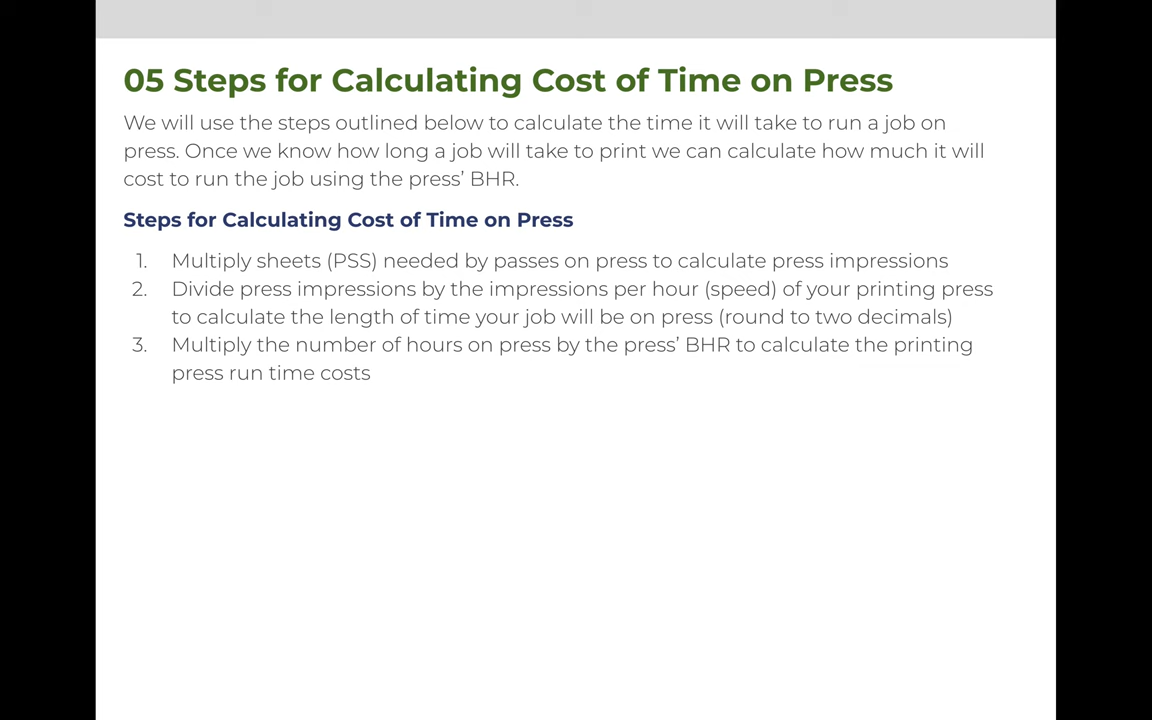 05 Steps for Calculating Cost of Time on Press
We will use the steps outlined below to calculate the time it will take to run a job on
press. Once we know how long a job will take to print we can calculate how much it will
cost to run the job using the press’ BHR.
Steps for Calculating Cost of Time on Press
1. Multiply sheets (PSS) needed by passes on press to calculate press impressions
2. Divide press impressions by the impressions per hour (speed) of your printing press
to calculate the length of time your job will be on press (round to two decimals)
3. Multiply the number of hours on press by the press’ BHR to calculate the printing
press run time costs